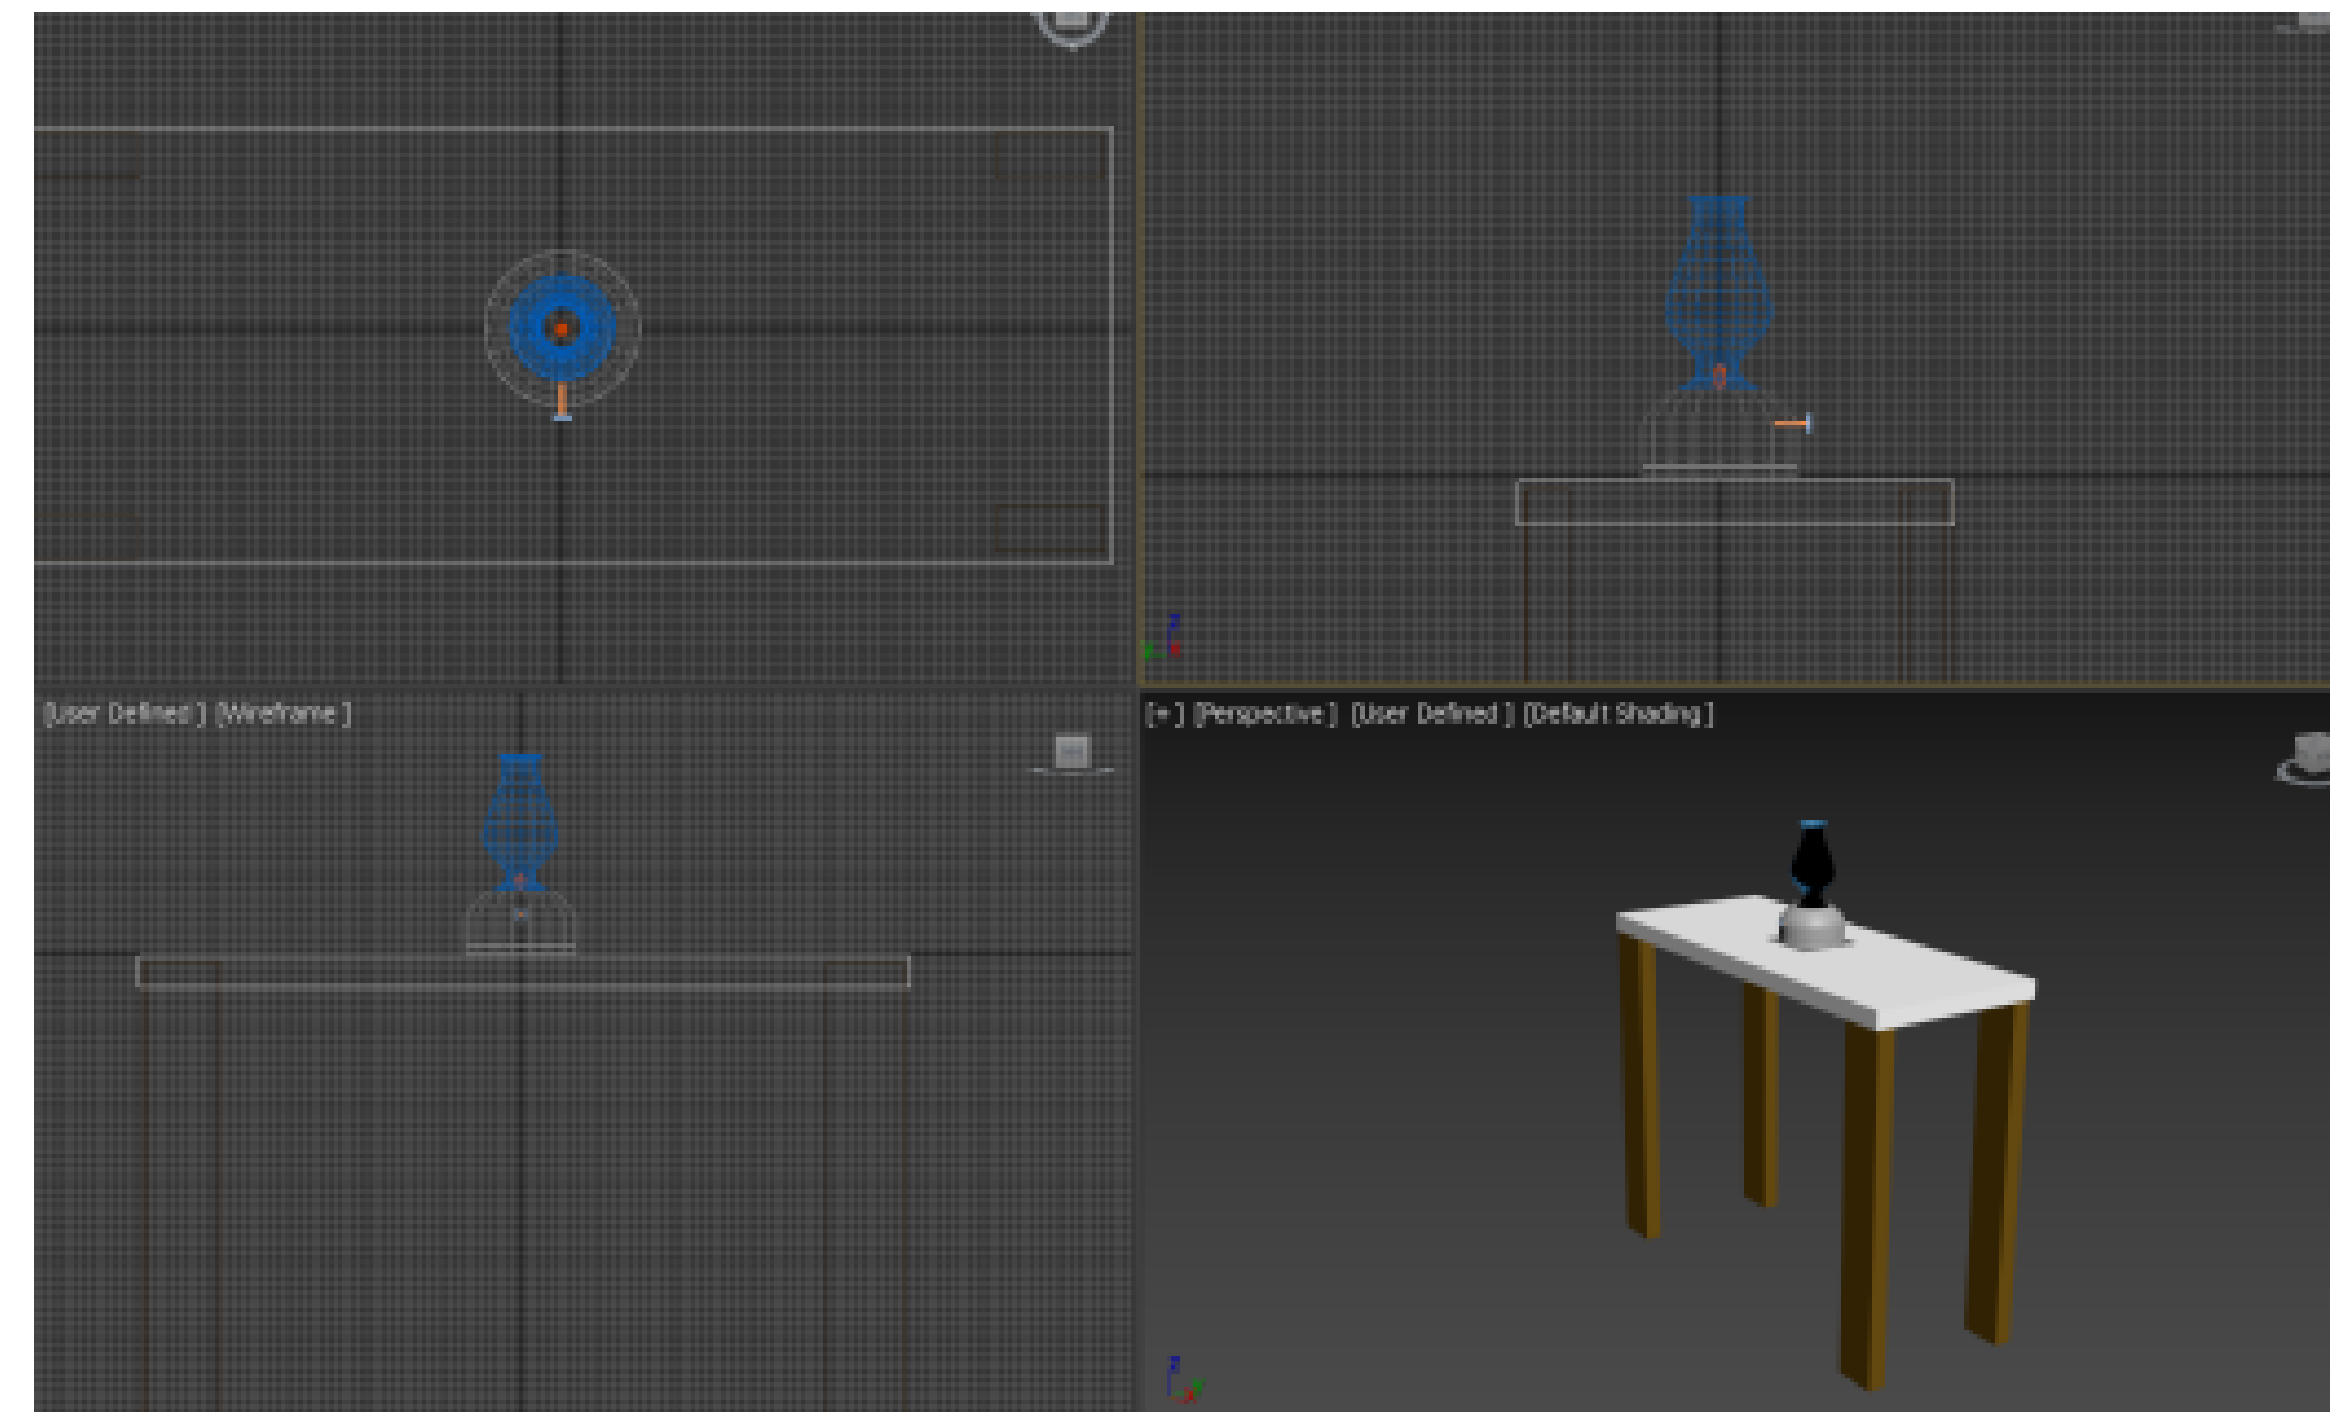 [User Defined ] [Wireframe ]
[+ ] [Perspective ] [User Defined ] [Default Shading ]